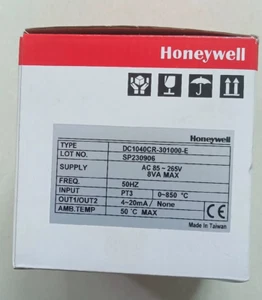 Honeywell
Honeywell
TYPE DC1040CR-301000-E
LOT NO. SP230906
SUPPLY AC 85 - 265V
8VA MAX
FREQ. 50HZ
INPUT PT3 0~850 °C
OUT1/OUT2 4~20mA / None
AMB.TEMP 50 °C MAX
CE
Made in Taiwan